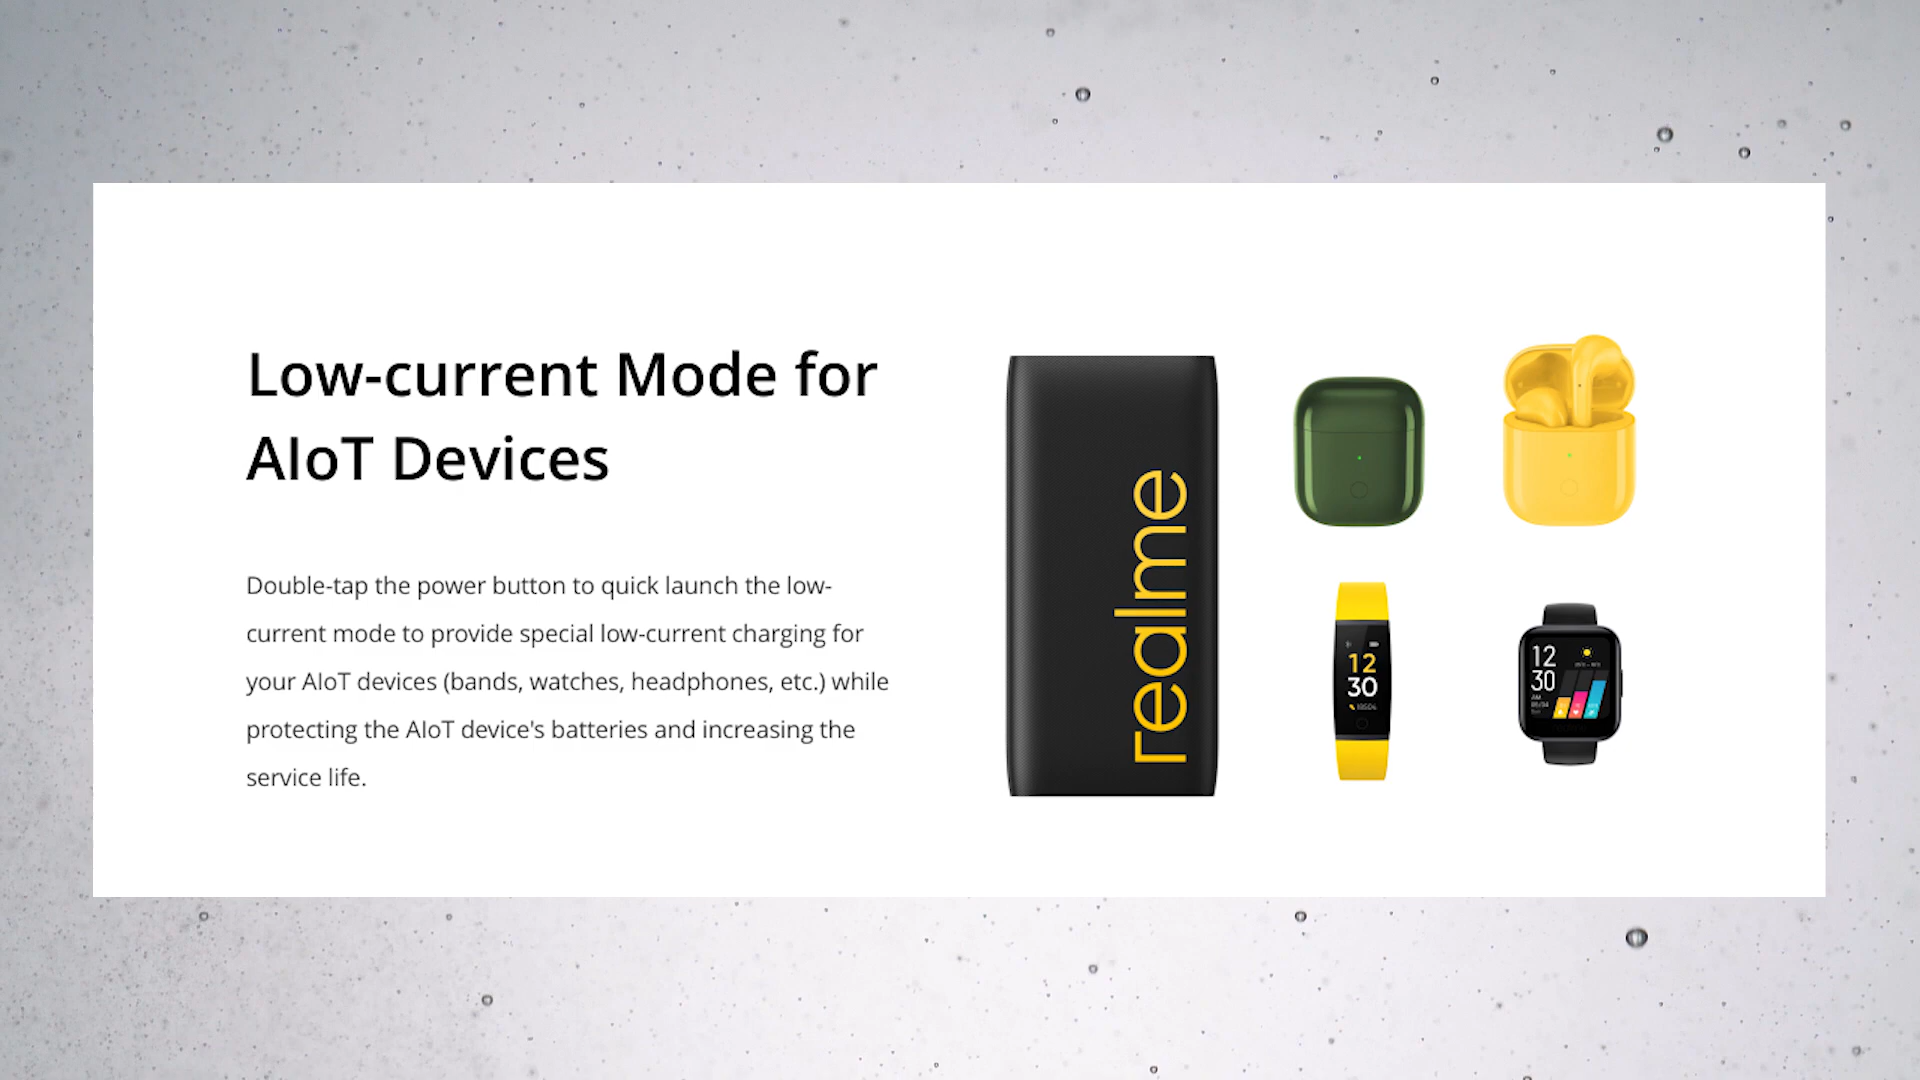 Low-current Mode for
AIoT Devices
Double-tap the power button to quick launch the low-
current mode to provide special low-current charging for
your AIoT devices (bands, watches, headphones, etc.) while
protecting the AIoT device's batteries and increasing the
service life.
realme
12
30
12
30